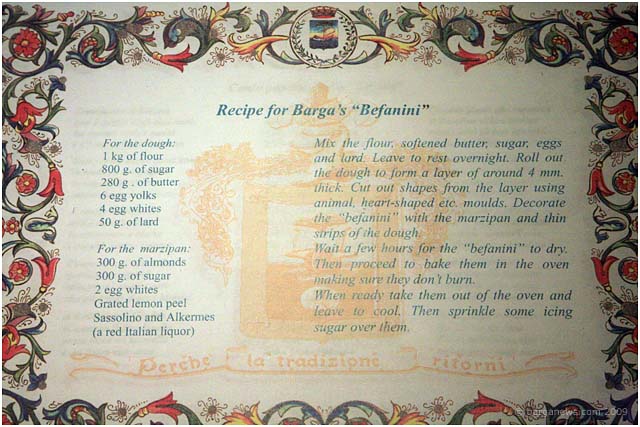 Recipe for Barga's "Befanini"
For the dough:
1 kg of flour
800 g. of sugar
280 g . of butter
6 egg yolks
4 egg whites
50 g. of lard
For the marzipan:
300 g. of almonds
300 g. of sugar
2 egg whites
Grated lemon peel
Sassolino and Alkermes
(a red Italian liquor)
Mix the flour, softened butter, sugar, eggs
and lard. Leave to rest overnight. Roll out
the dough to form a layer of around 4 mm.
thick. Cut out shapes from the layer using
animal, heart-shaped etc. moulds. Decorate
the "befanini" with the marzipan and thin
sirips of the dough.
Wait a few hours for the "befanini" to dry.
Then proceed to bake them in the oven
making sure they don't burn.
When ready take them out of the oven and
leave to cool. Then sprinkle some icing
sugar over them.
Perchè la tradizione ritorni
© barganews.com 2009